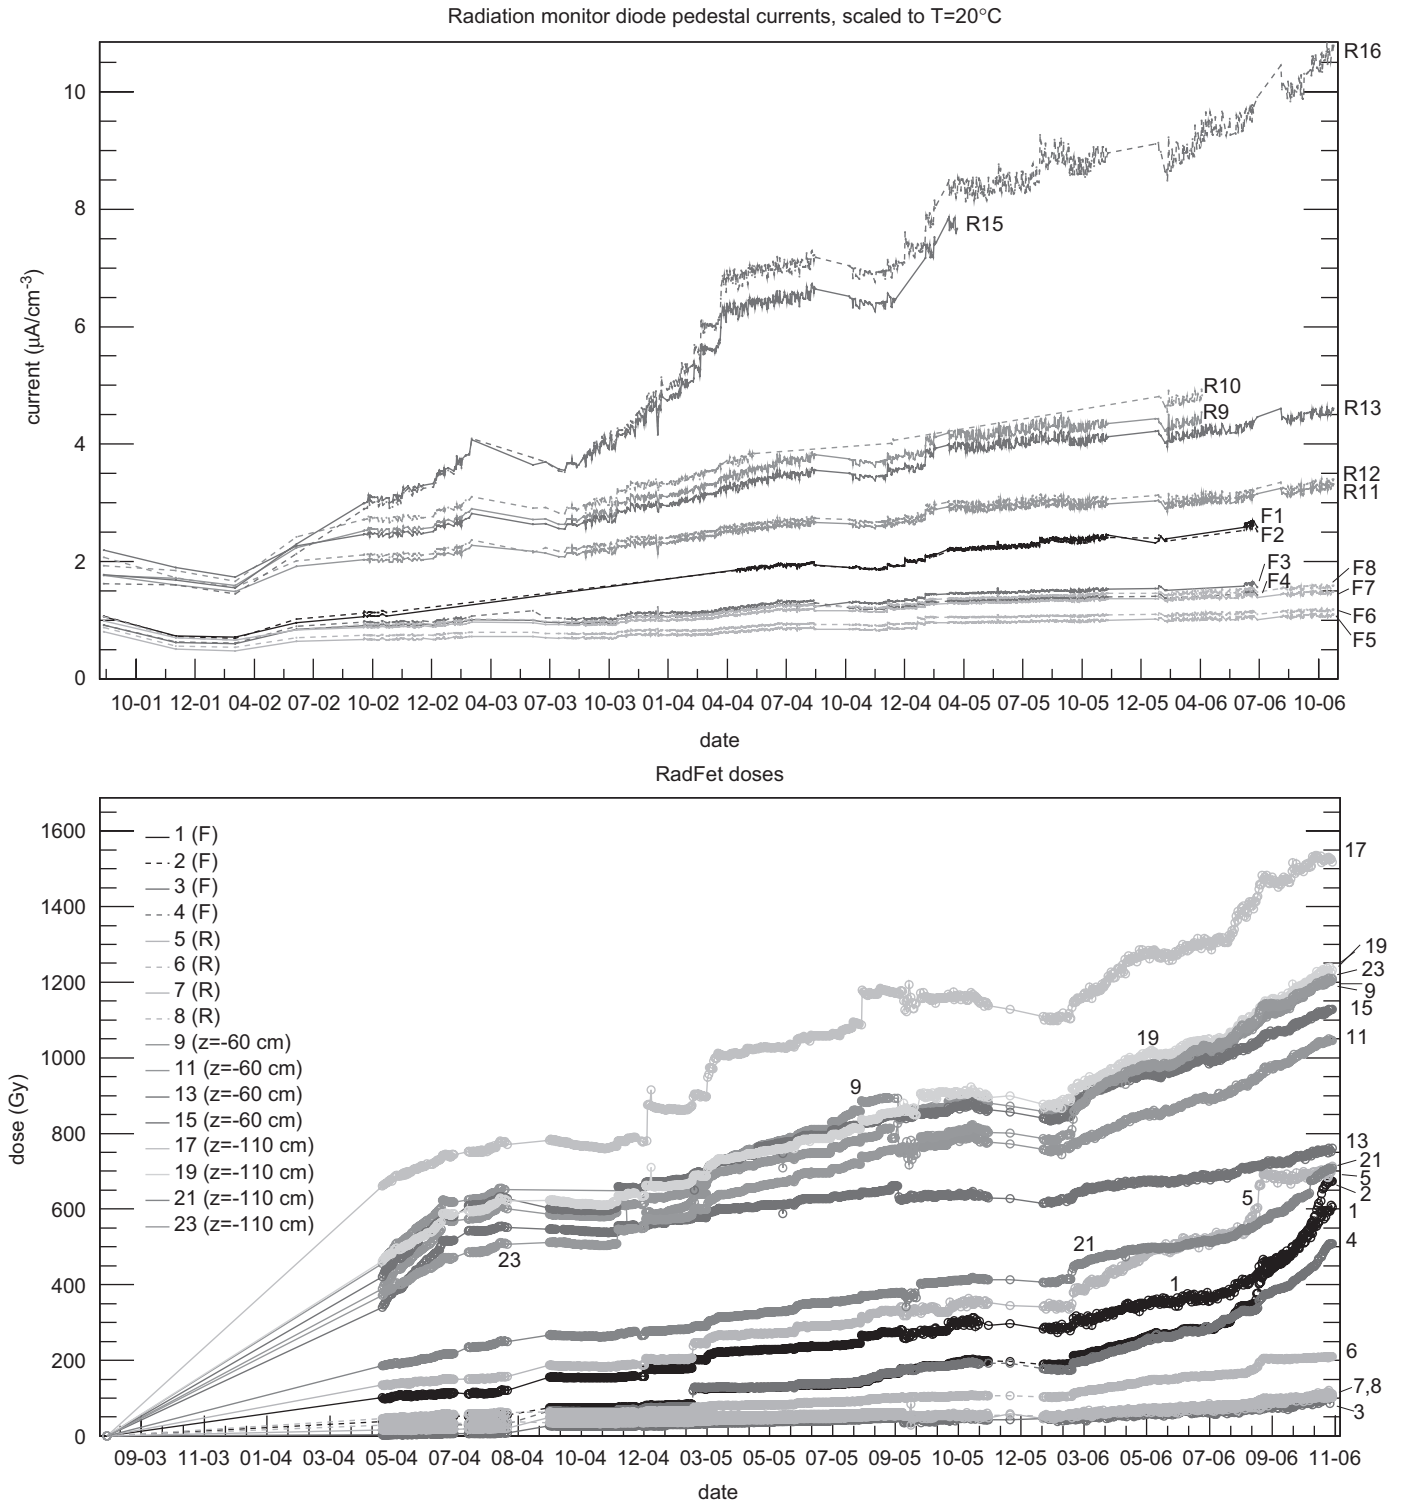 Radiation monitor diode pedestal currents, scaled to T=20°C
10
8
6
4
2
0
current (μA/cm-3)
R16
R15
R10
R9
R13
R12
R11
F1
F2
F3
F4
F8
F7
F6
F5
10-01 12-01 04-02 07-02 10-02 12-02 04-03 07-03 10-03 01-04 04-04 07-04 10-04 12-04 04-05 07-05 10-05 12-05 04-06 07-06 10-06
date
RadFet doses
1600
1400
1200
1000
800
600
400
200
0
dose (Gy)
1 (F)
2 (F)
3 (F)
4 (F)
5 (R)
6 (R)
7 (R)
8 (R)
9 (z=-60 cm)
11 (z=-60 cm)
13 (z=-60 cm)
15 (z=-60 cm)
17 (z=-110 cm)
19 (z=-110 cm)
21 (z=-110 cm)
23 (z=-110 cm)
23
9
19
5
21
1
17
19
23
9
15
11
13
21
5
2
1
4
6
7,8
3
09-03 11-03 01-04 03-04 05-04 07-04 08-04 10-04 12-04 03-05 05-05 07-05 09-05 10-05 12-05 03-06 05-06 07-06 09-06 11-06
date